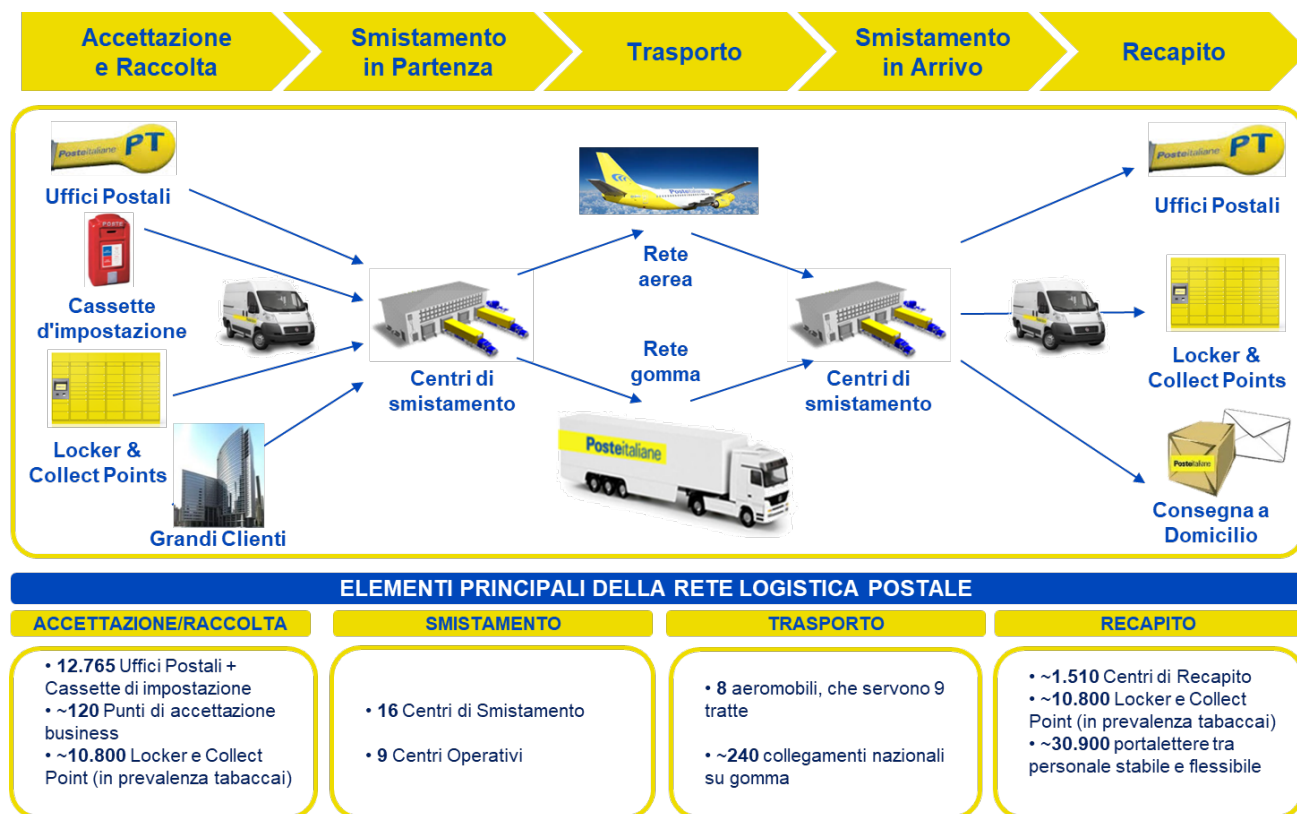 Accettazione
e Raccolta
Smistamento
in Partenza
Trasporto
Smistamento
in Arrivo
Recapito
Posteitaliane PT
Uffici Postali
POSTE
Cassette
d'impostazione
Locker &
Collect Points
Grandi Clienti
Centri di
smistamento
Posteitaliane
Rete
aerea
Rete
gomma
Posteitaliane
Centri di
smistamento
Posteitaliane PT
Uffici Postali
Locker &
Collect Points
Posteitaliane
Consegna a
Domicilio
ELEMENTI PRINCIPALI DELLA RETE LOGISTICA POSTALE
ACCETTAZIONE/RACCOLTA
• 12.765 Uffici Postali +
Cassette di impostazione
• ~120 Punti di accettazione
business
• ~10.800 Locker e Collect
Point (in prevalenza tabaccai)
SMISTAMENTO
• 16 Centri di Smistamento
• 9 Centri Operativi
TRASPORTO
• 8 aeromobili, che servono 9
tratte
• ~240 collegamenti nazionali
su gomma
RECAPITO
• ~1.510 Centri di Recapito
• ~10.800 Locker e Collect
Point (in prevalenza tabaccai)
• ~30.900 portalettere tra
personale stabile e flessibile